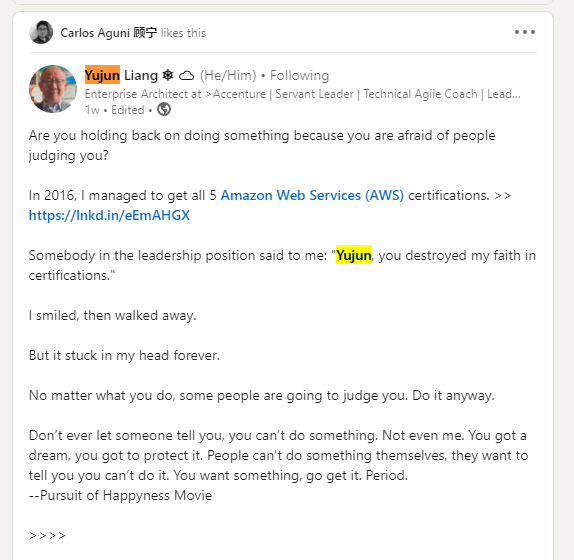 Carlos Aguni 顾宁 likes this
Yujun Liang ⎈ ☁ (He/Him) • Following
Enterprise Architect at >Accenture | Servant Leader | Technical Agile Coach | Lead...
1w • Edited •
Are you holding back on doing something because you are afraid of people
judging you?
In 2016, I managed to get all 5 Amazon Web Services (AWS) certifications. >>
https://lnkd.in/eEmAHGX
Somebody in the leadership position said to me: "Yujun, you destroyed my faith in
certifications."
I smiled, then walked away.
But it stuck in my head forever.
No matter what you do, some people are going to judge you. Do it anyway.
Don't ever let someone tell you, you can't do something. Not even me. You got a
dream, you got to protect it. People can't do something themselves, they want to
tell you you can't do it. You want something, go get it. Period.
--Pursuit of Happyness Movie
>>>>